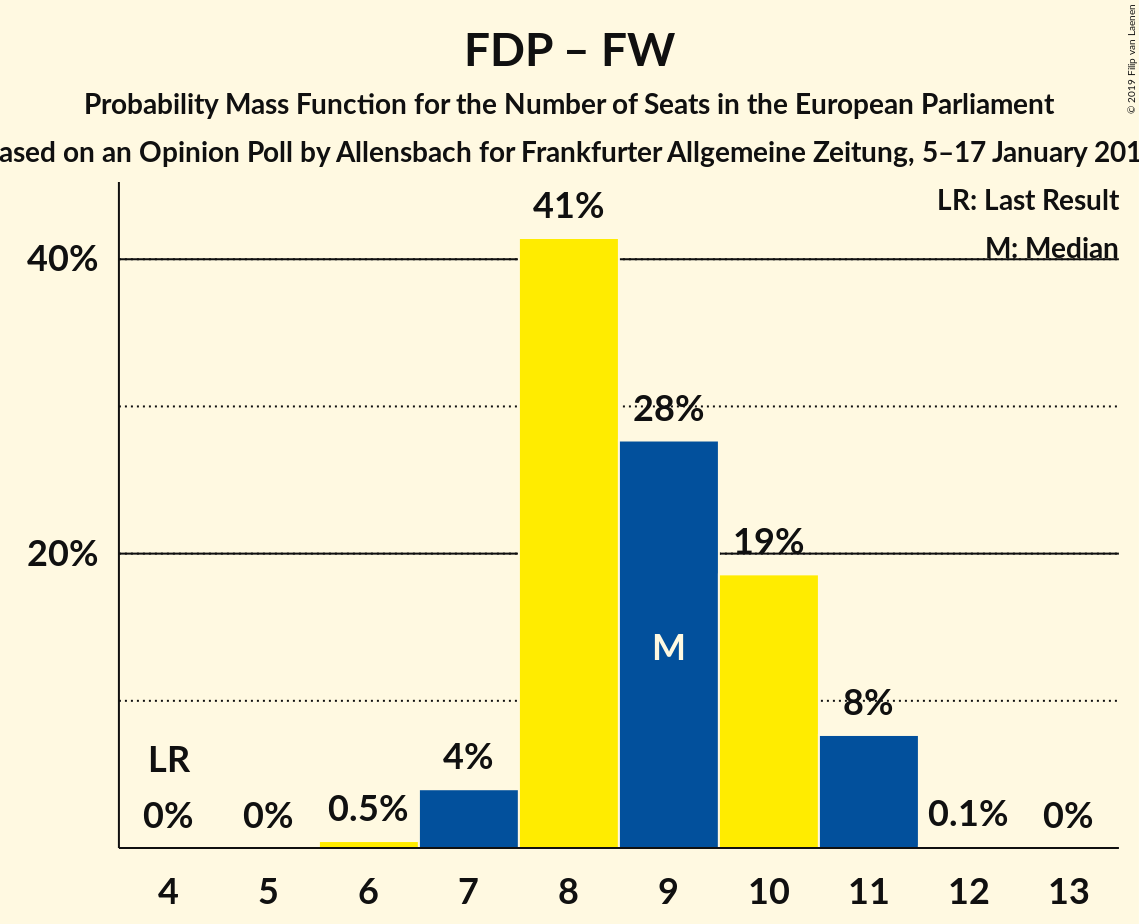 FDP – FW
Probability Mass Function for the Number of Seats in the European Parliament
ased on an Opinion Poll by Allensbach for Frankfurter Allgemeine Zeitung, 5–17 January 201
© 2019 Filip van Laenen
LR: Last Result
M: Median
40%
20%
LR
0%
0%
0.5%
4%
41%
28%
M
19%
8%
0.1%
0%
4 5 6 7 8 9 10 11 12 13